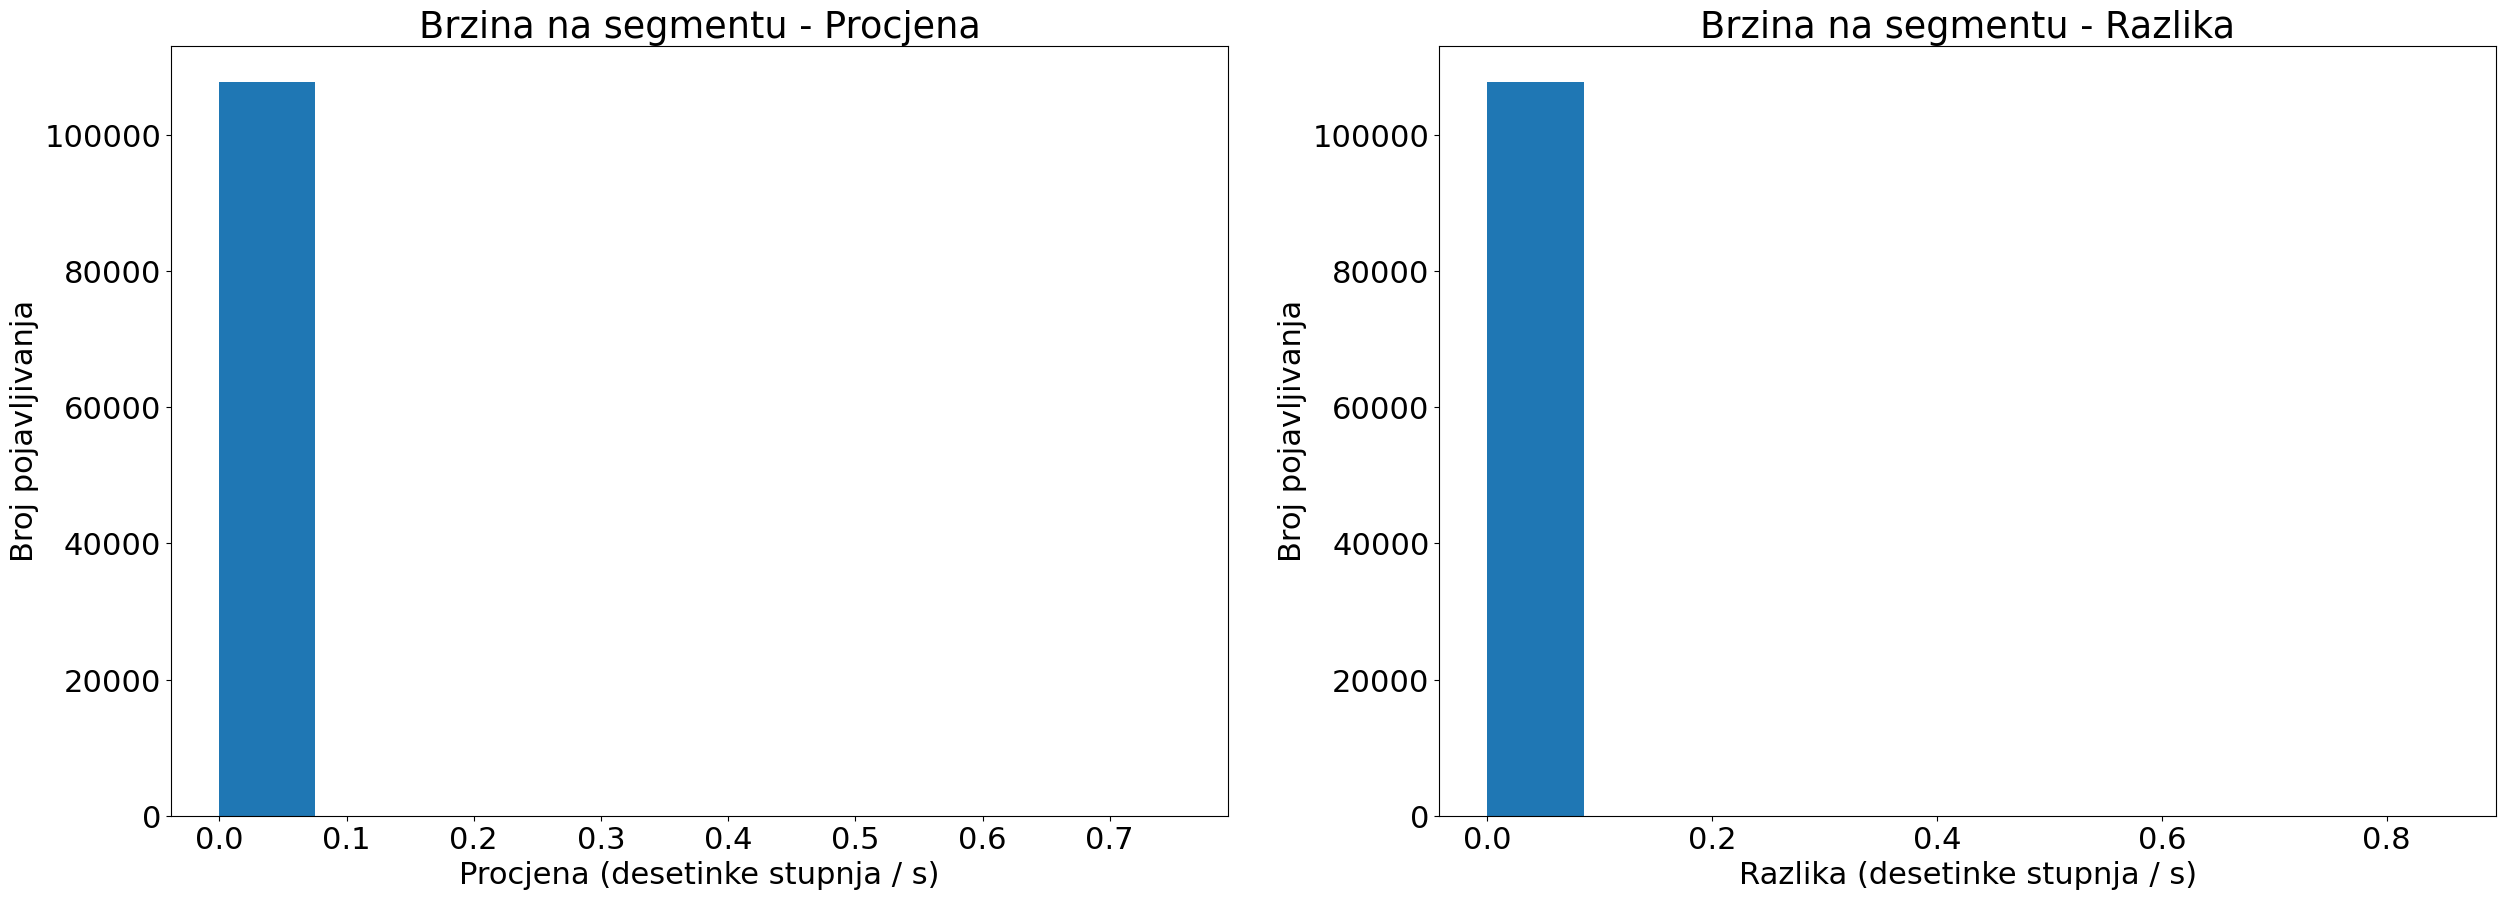 Brzina na segmentu - Procjena
Broj pojavljivanja
100000
80000
60000
40000
20000
0
0.0 0.1 0.2 0.3 0.4 0.5 0.6 0.7
Procjena (desetinke stupnja / s)
Brzina na segmentu - Razlika
Broj pojavljivanja
100000
80000
60000
40000
20000
0
0.0 0.2 0.4 0.6 0.8
Razlika (desetinke stupnja / s)